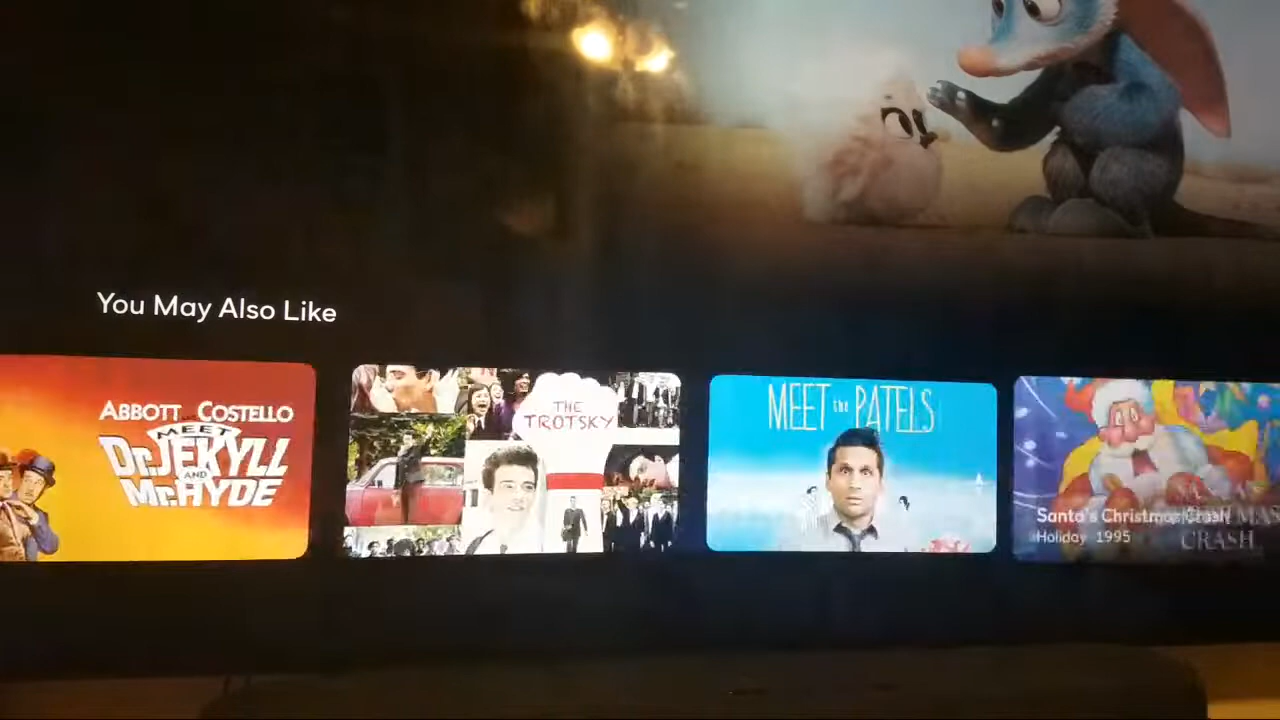 You May Also Like
ABBOTT AND COSTELLO
MEET
Dr. JEKYLL
AND
Mr. HYDE
THE
TROTSKY
MEET the PATELS
Santa's Christmas Crash
Holiday 1995
CRASH